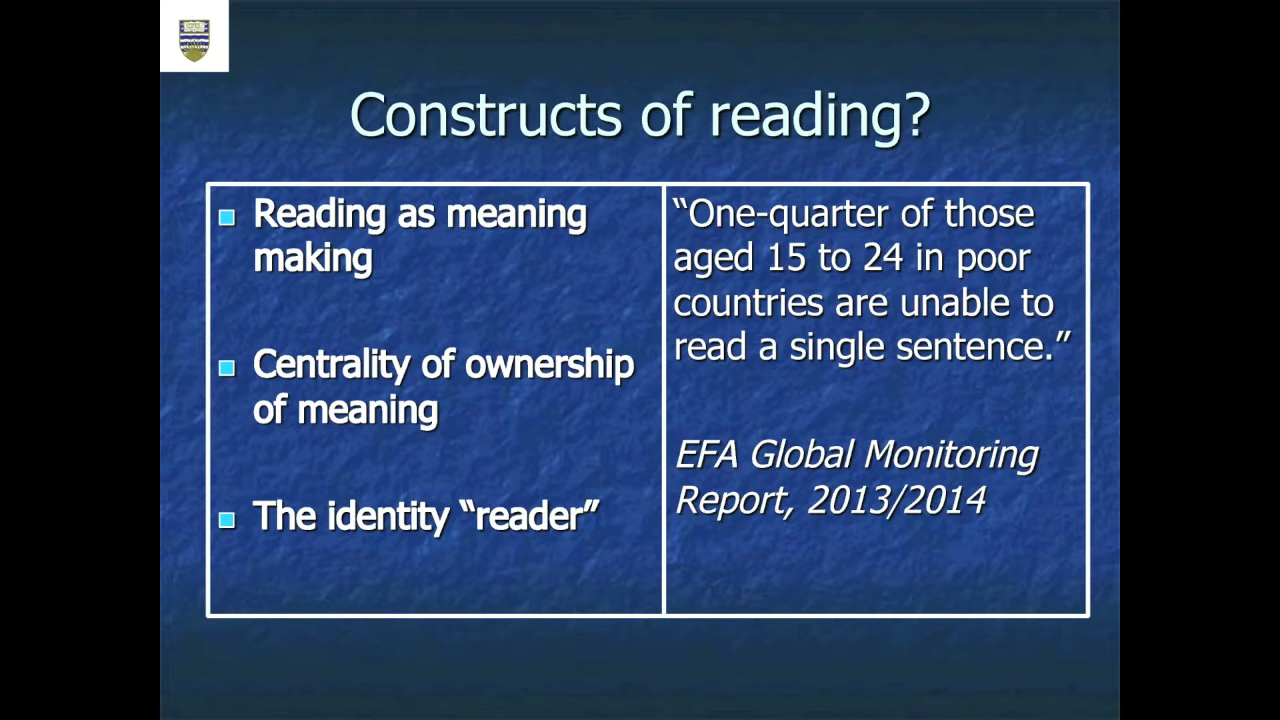 Constructs of reading?
Reading as meaning
making
Centrality of ownership
of meaning
The identity “reader”
“One-quarter of those
aged 15 to 24 in poor
countries are unable to
read a single sentence.”
EFA Global Monitoring
Report, 2013/2014